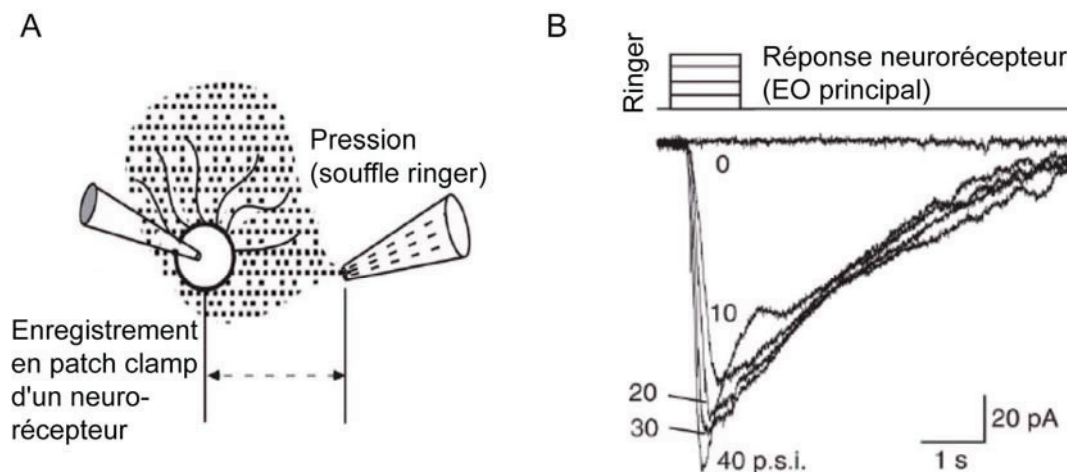 A
Pression
(souffle ringer)
Enregistrement
en patch clamp
d'un neuro-
récepteur
B
Ringer
Réponse neurorécepteur
(EO principal)
0
10
20
30
40 p.s.i.
20 pA
1 s